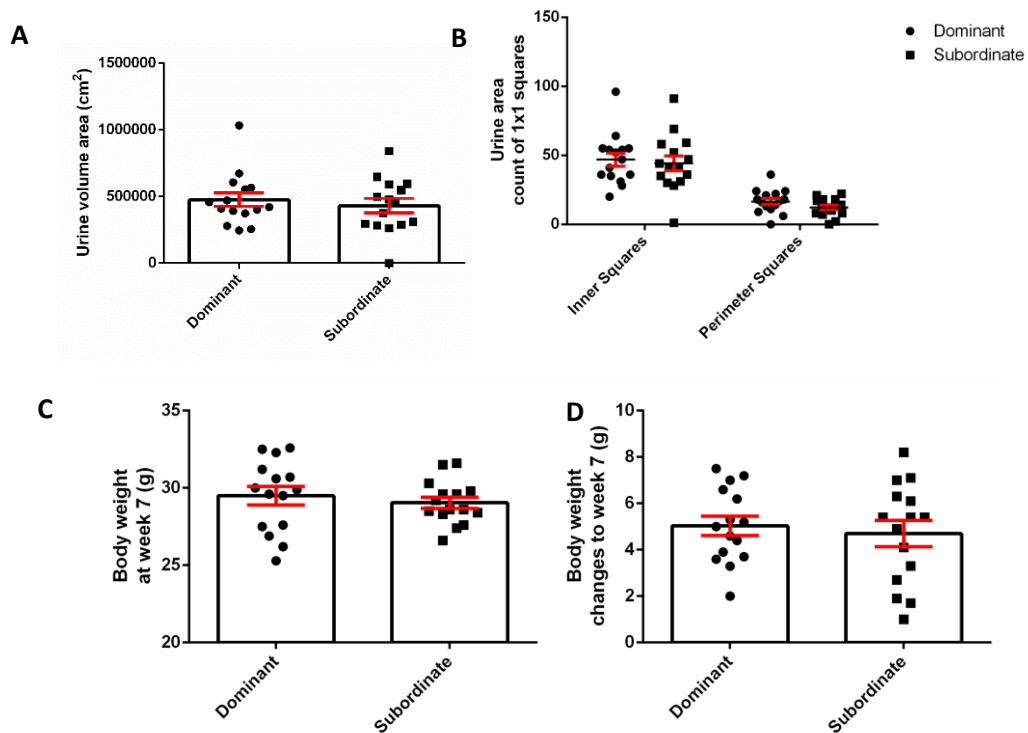 A
Urine volume area (cm²)
1500000
1000000
500000
0
Dominant
Subordinate
B
Urine area
count of 1x1 squares
150
100
50
0
Inner Squares
Perimeter Squares
Dominant
Subordinate
C
Body weight
at week 7 (g)
35
30
25
20
Dominant
Subordinate
D
Body weight
changes to week 7 (g)
10
8
6
4
2
0
Dominant
Subordinate